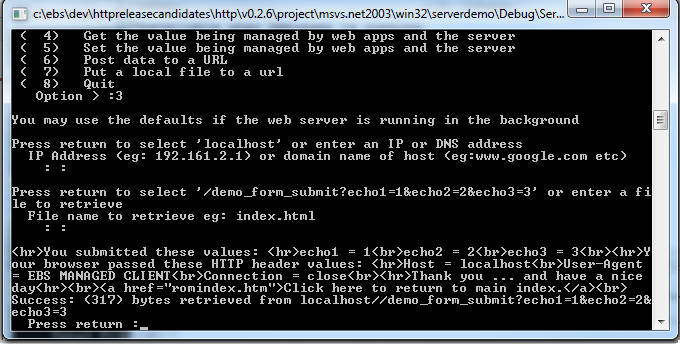 c:\ebs\dev\httpreleasecandidates\http\v0.2.6\project\msvs.net2003\win32\serverdemo\Debug\Ser...
(  4)   Get the value being managed by web apps and the server
(  5)   Set the value being managed by web apps and the server
(  6)   Post data to a URL
(  7)   Put a local file to a url
(  8)   Quit
Option > :3
You may use the defaults if the web server is running in the background
Press return to select 'localhost' or enter an IP or DNS address
IP Address (eg: 192.161.2.1) or domain name of host (eg:www.google.com etc)
: :
Press return to select '/demo_form_submit?echo1=1&echo2=2&echo3=3' or enter a fi
le to retrieve
File name to retrieve eg: index.html
: :
<hr>You submitted these values: <hr>echo1 = 1<br>echo2 = 2<br>echo3 = 3<br><hr>Y
our browser passed these HTTP header values: <hr>Host = localhost<br>User-Agent
= EBS MANAGED CLIENT<br>Connection = close<br><hr>Thank you ... and have a nice
day<hr><br><a href="romindex.htm">Click here to return to main index.</a><br>
Success: (317) bytes retrieved from localhost//demo_form_submit?echo1=1&echo2=2&
echo3=3
Press return :_